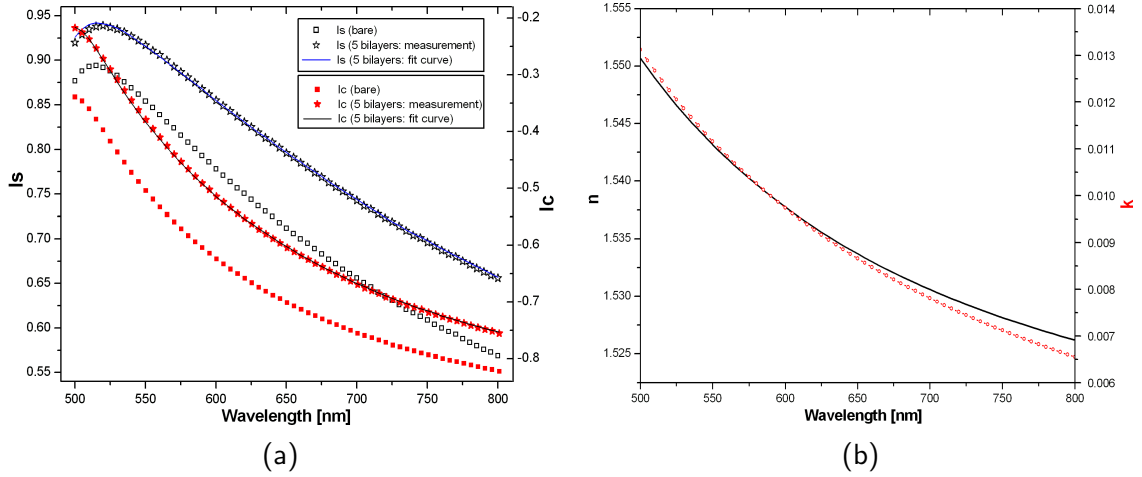 Is (bare)
Is (5 bilayers: measurement)
Is (5 bilayers: fit curve)
Ic (bare)
Ic (5 bilayers: measurement)
Ic (5 bilayers: fit curve)
Is
0.95
0.90
0.85
0.80
0.75
0.70
0.65
0.60
0.55
Ic
-0.2
-0.3
-0.4
-0.5
-0.6
-0.7
-0.8
500 550 600 650 700 750 800
Wavelength [nm]
(a)
n
1.555
1.550
1.545
1.540
1.535
1.530
1.525
k
0.014
0.013
0.012
0.011
0.010
0.009
0.008
0.007
0.006
500 550 600 650 700 750 800
Wavelength [nm]
(b)